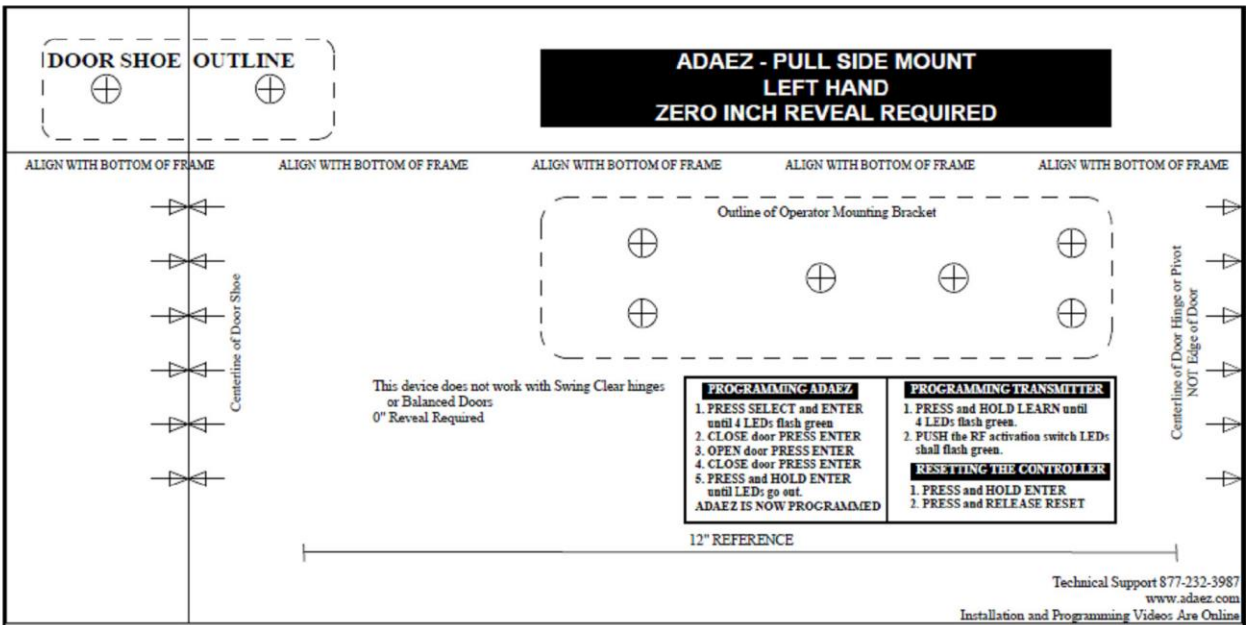 DOOR SHOE OUTLINE
ADAEZ - PULL SIDE MOUNT
LEFT HAND
ZERO INCH REVEAL REQUIRED
ALIGN WITH BOTTOM OF FRAME
ALIGN WITH BOTTOM OF FRAME
ALIGN WITH BOTTOM OF FRAME
ALIGN WITH BOTTOM OF FRAME
ALIGN WITH BOTTOM OF FRAME
Outline of Operator Mounting Bracket
Centerline of Door Shoe
Centerline of Door Hinge or Pivot
NOT Edge of Door
This device does not work with Swing Clear hinges
or Balanced Doors
0" Reveal Required
PROGRAMMING ADAEZ
1. PRESS SELECT and ENTER
until 4 LEDs flash green
2. CLOSE door PRESS ENTER
3. OPEN door PRESS ENTER
4. CLOSE door PRESS ENTER
5. PRESS and HOLD ENTER
until LEDs go out.
ADAEZ IS NOW PROGRAMMED
PROGRAMMING TRANSMITTER
1. PRESS and HOLD LEARN until
4 LEDs flash green.
2. PUSH the RF activation switch LEDs
shall flash green.
RESETTING THE CONTROLLER
1. PRESS and HOLD ENTER
2. PRESS and RELEASE RESET
12" REFERENCE
Technical Support 877-232-3987
www.adaez.com
Installation and Programming Videos Are Online